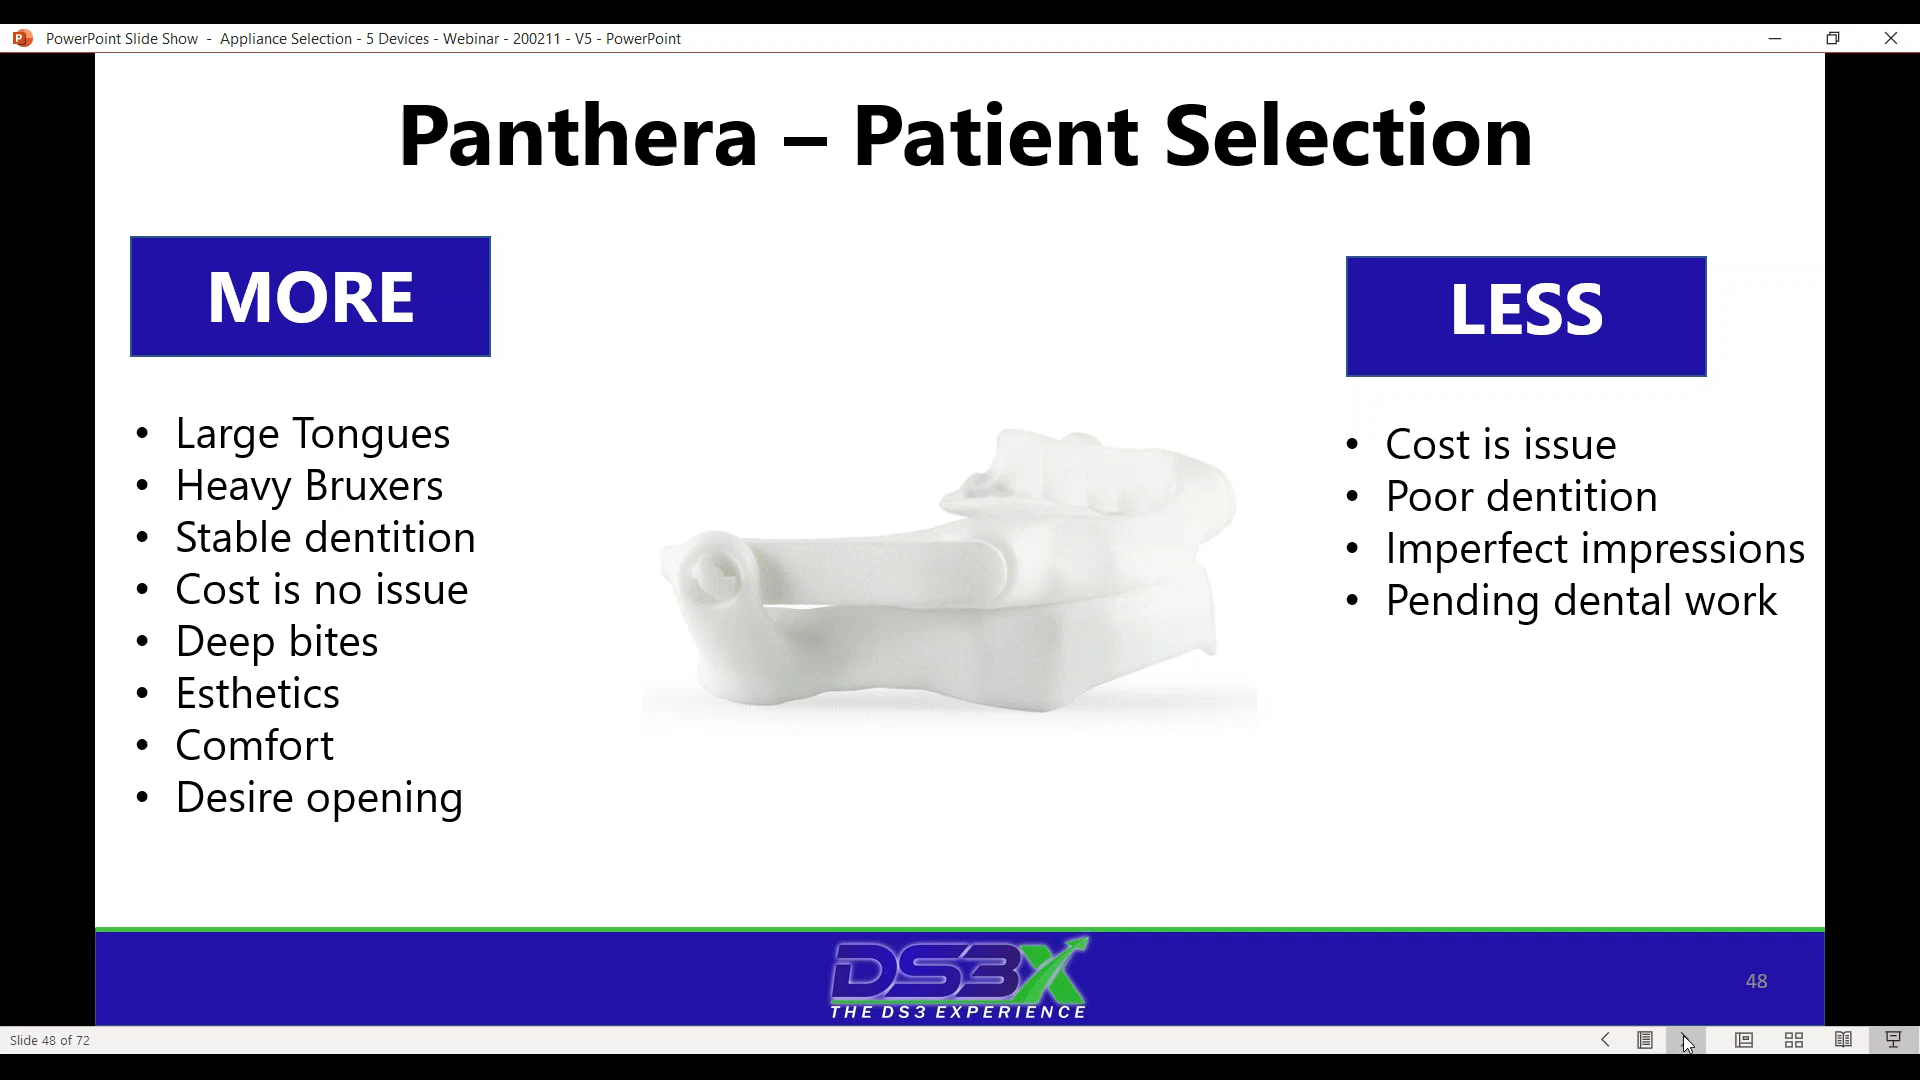 PowerPoint Slide Show - Appliance Selection - 5 Devices - Webinar - 200211 - V5 - PowerPoint
Panthera – Patient Selection
MORE
• Large Tongues
• Heavy Bruxers
• Stable dentition
• Cost is no issue
• Deep bites
• Esthetics
• Comfort
• Desire opening
LESS
• Cost is issue
• Poor dentition
• Imperfect impressions
• Pending dental work
DS3X
THE DS3 EXPERIENCE
48
Slide 48 of 72